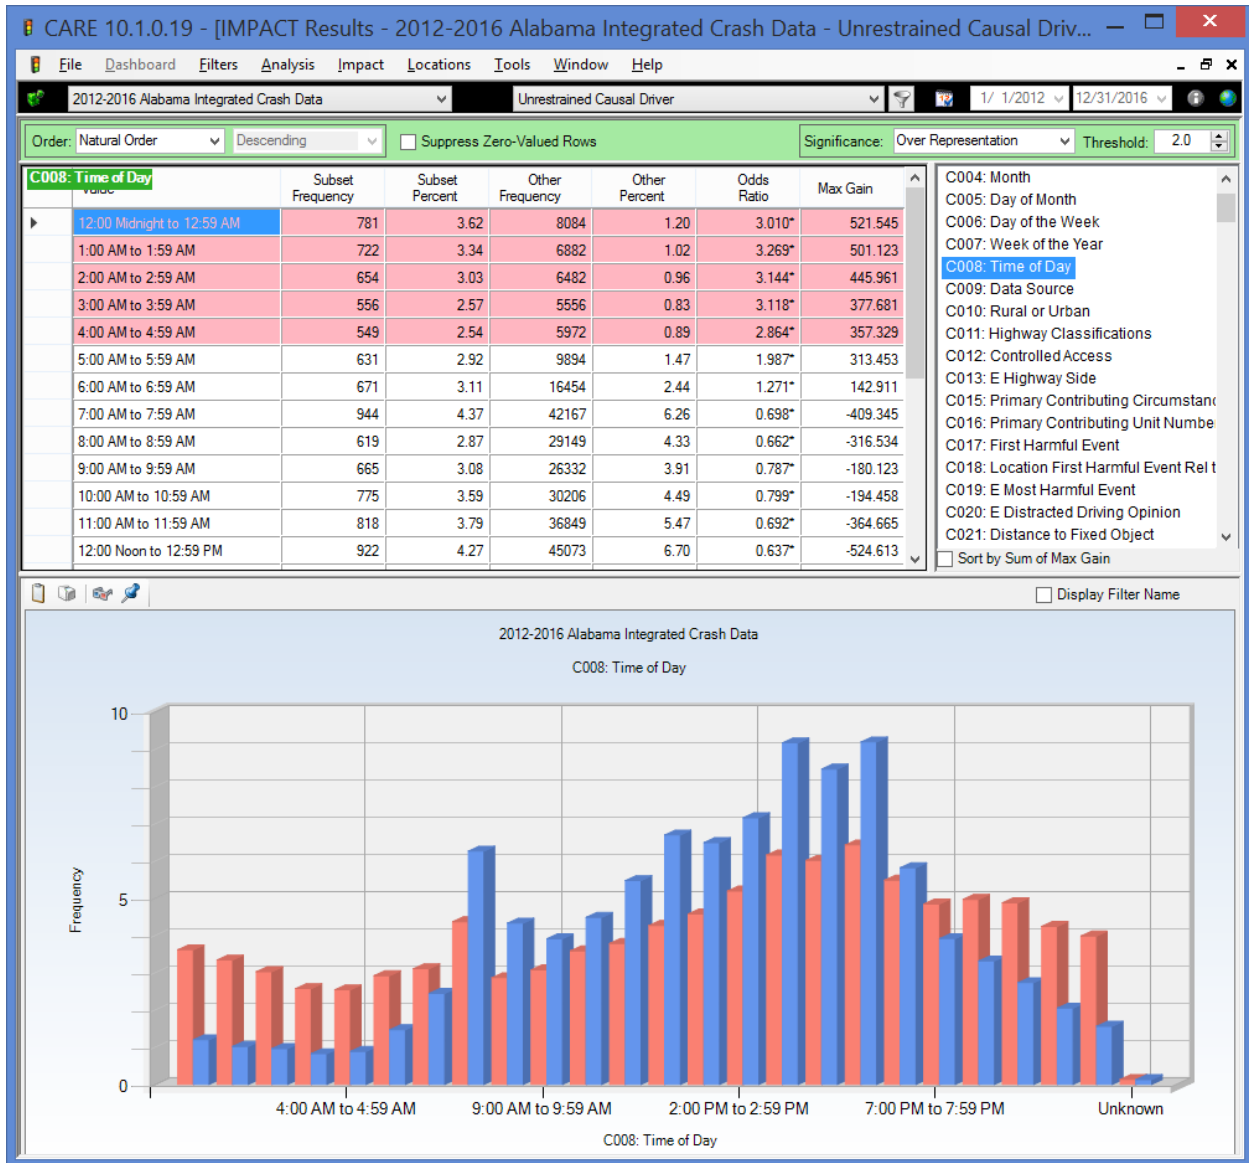 CARE 10.1.0.19 - [IMPACT Results - 2012-2016 Alabama Integrated Crash Data - Unrestrained Causal Driv...
File Dashboard Filters Analysis Impact Locations Tools Window Help
2012-2016 Alabama Integrated Crash Data Unrestrained Causal Driver 1/ 1/2012 12/31/2016
Order: Natural Order Descending Suppress Zero-Valued Rows Significance: Over Representation Threshold: 2.0
C008: Time of Day Subset Frequency Subset Percent Other Frequency Other Percent Odds Ratio Max Gain
12:00 Midnight to 12:59 AM 781 3.62 8084 1.20 3.010* 521.545
1:00 AM to 1:59 AM 722 3.34 6882 1.02 3.269* 501.123
2:00 AM to 2:59 AM 654 3.03 6482 0.96 3.144* 445.961
3:00 AM to 3:59 AM 556 2.57 5556 0.83 3.118* 377.681
4:00 AM to 4:59 AM 549 2.54 5972 0.89 2.864* 357.329
5:00 AM to 5:59 AM 631 2.92 9894 1.47 1.987* 313.453
6:00 AM to 6:59 AM 671 3.11 16454 2.44 1.271* 142.911
7:00 AM to 7:59 AM 944 4.37 42167 6.26 0.698* -409.345
8:00 AM to 8:59 AM 619 2.87 29149 4.33 0.662* -316.534
9:00 AM to 9:59 AM 665 3.08 26332 3.91 0.787* -180.123
10:00 AM to 10:59 AM 775 3.59 30206 4.49 0.799* -194.458
11:00 AM to 11:59 AM 818 3.79 36849 5.47 0.692* -364.665
12:00 Noon to 12:59 PM 922 4.27 45073 6.70 0.637* -524.613
C004: Month
C005: Day of Month
C006: Day of the Week
C007: Week of the Year
C008: Time of Day
C009: Data Source
C010: Rural or Urban
C011: Highway Classifications
C012: Controlled Access
C013: E Highway Side
C015: Primary Contributing Circumstanc
C016: Primary Contributing Unit Numbe
C017: First Harmful Event
C018: Location First Harmful Event Rel t
C019: E Most Harmful Event
C020: E Distracted Driving Opinion
C021: Distance to Fixed Object
Sort by Sum of Max Gain
Display Filter Name
2012-2016 Alabama Integrated Crash Data
C008: Time of Day
10
5
0
Frequency
4:00 AM to 4:59 AM 9:00 AM to 9:59 AM 2:00 PM to 2:59 PM 7:00 PM to 7:59 PM Unknown
C008: Time of Day